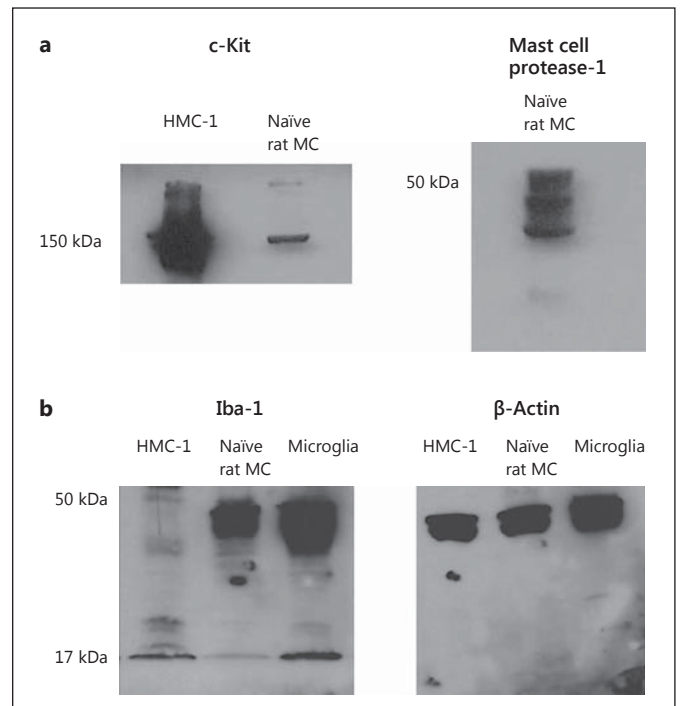 a
c-Kit
Mast cell
protease-1
HMC-1
Naïve
rat MC
Naïve
rat MC
50 kDa
150 kDa
b
Iba-1
β-Actin
HMC-1
Naïve
rat MC
Microglia
HMC-1
Naïve
rat MC
Microglia
50 kDa
17 kDa